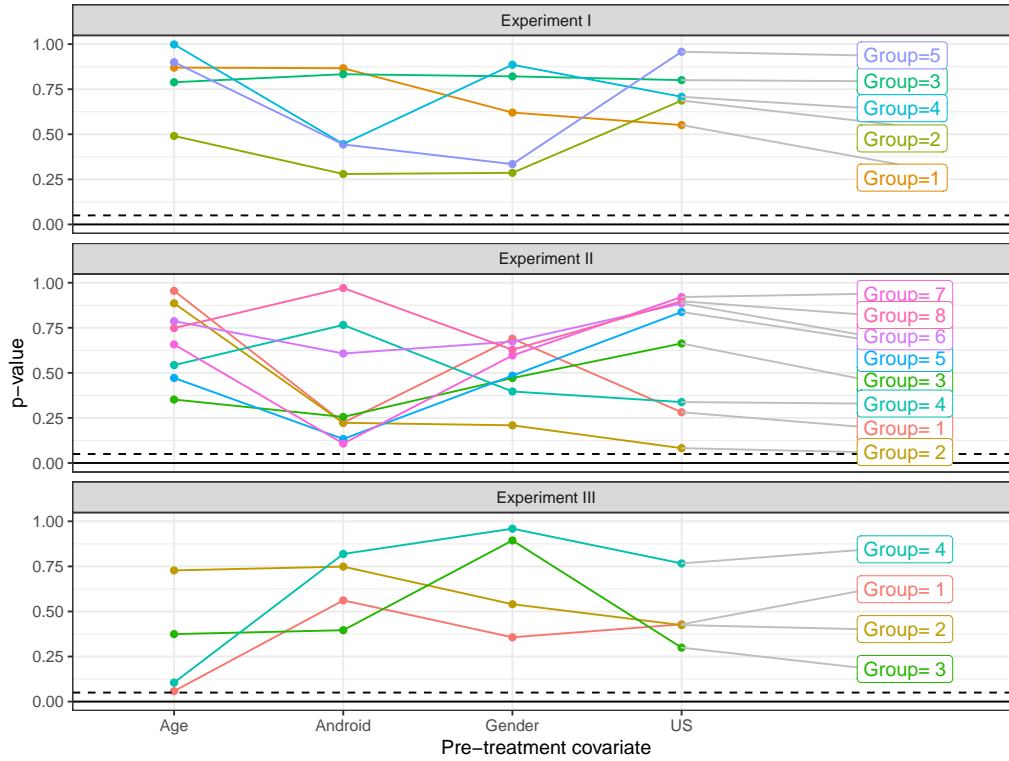 Experiment I
1.00
0.75
0.50
0.25
0.00
Group=5
Group=3
Group=4
Group=2
Group=1
Experiment II
1.00
0.75
0.50
0.25
0.00
Group= 7
Group= 8
Group= 6
Group= 5
Group= 3
Group= 4
Group= 1
Group= 2
p−value
Experiment III
1.00
0.75
0.50
0.25
0.00
Group= 4
Group= 1
Group= 2
Group= 3
Age
Android
Gender
US
Pre−treatment covariate